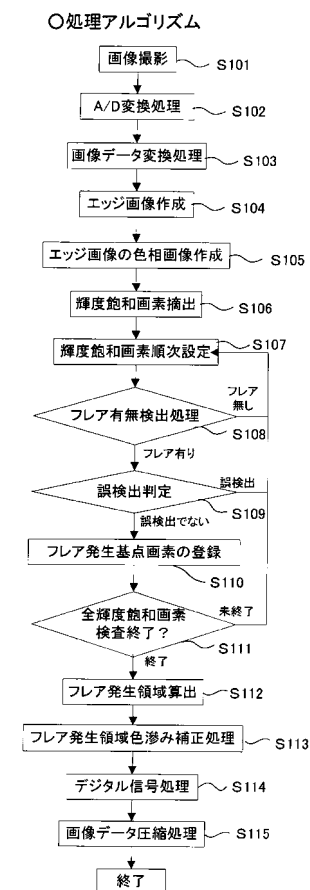 〇処理アルゴリズム
画像撮影
S101
A/D変換処理
S102
画像データ変換処理
S103
エッジ画像作成
S104
エッジ画像の色相画像作成
S105
輝度飽和画素摘出
S106
輝度飽和画素順次設定
S107
フレア
無し
フレア有無検出処理
S108
フレア有り
誤検出判定
誤検出
S109
誤検出でない
フレア発生基点画素の登録
S110
全輝度飽和画素
検査終了?
未終了
S111
終了
フレア発生領域算出
S112
フレア発生領域色滲み補正処理
S113
デジタル信号処理
S114
画像データ圧縮処理
S115
終了